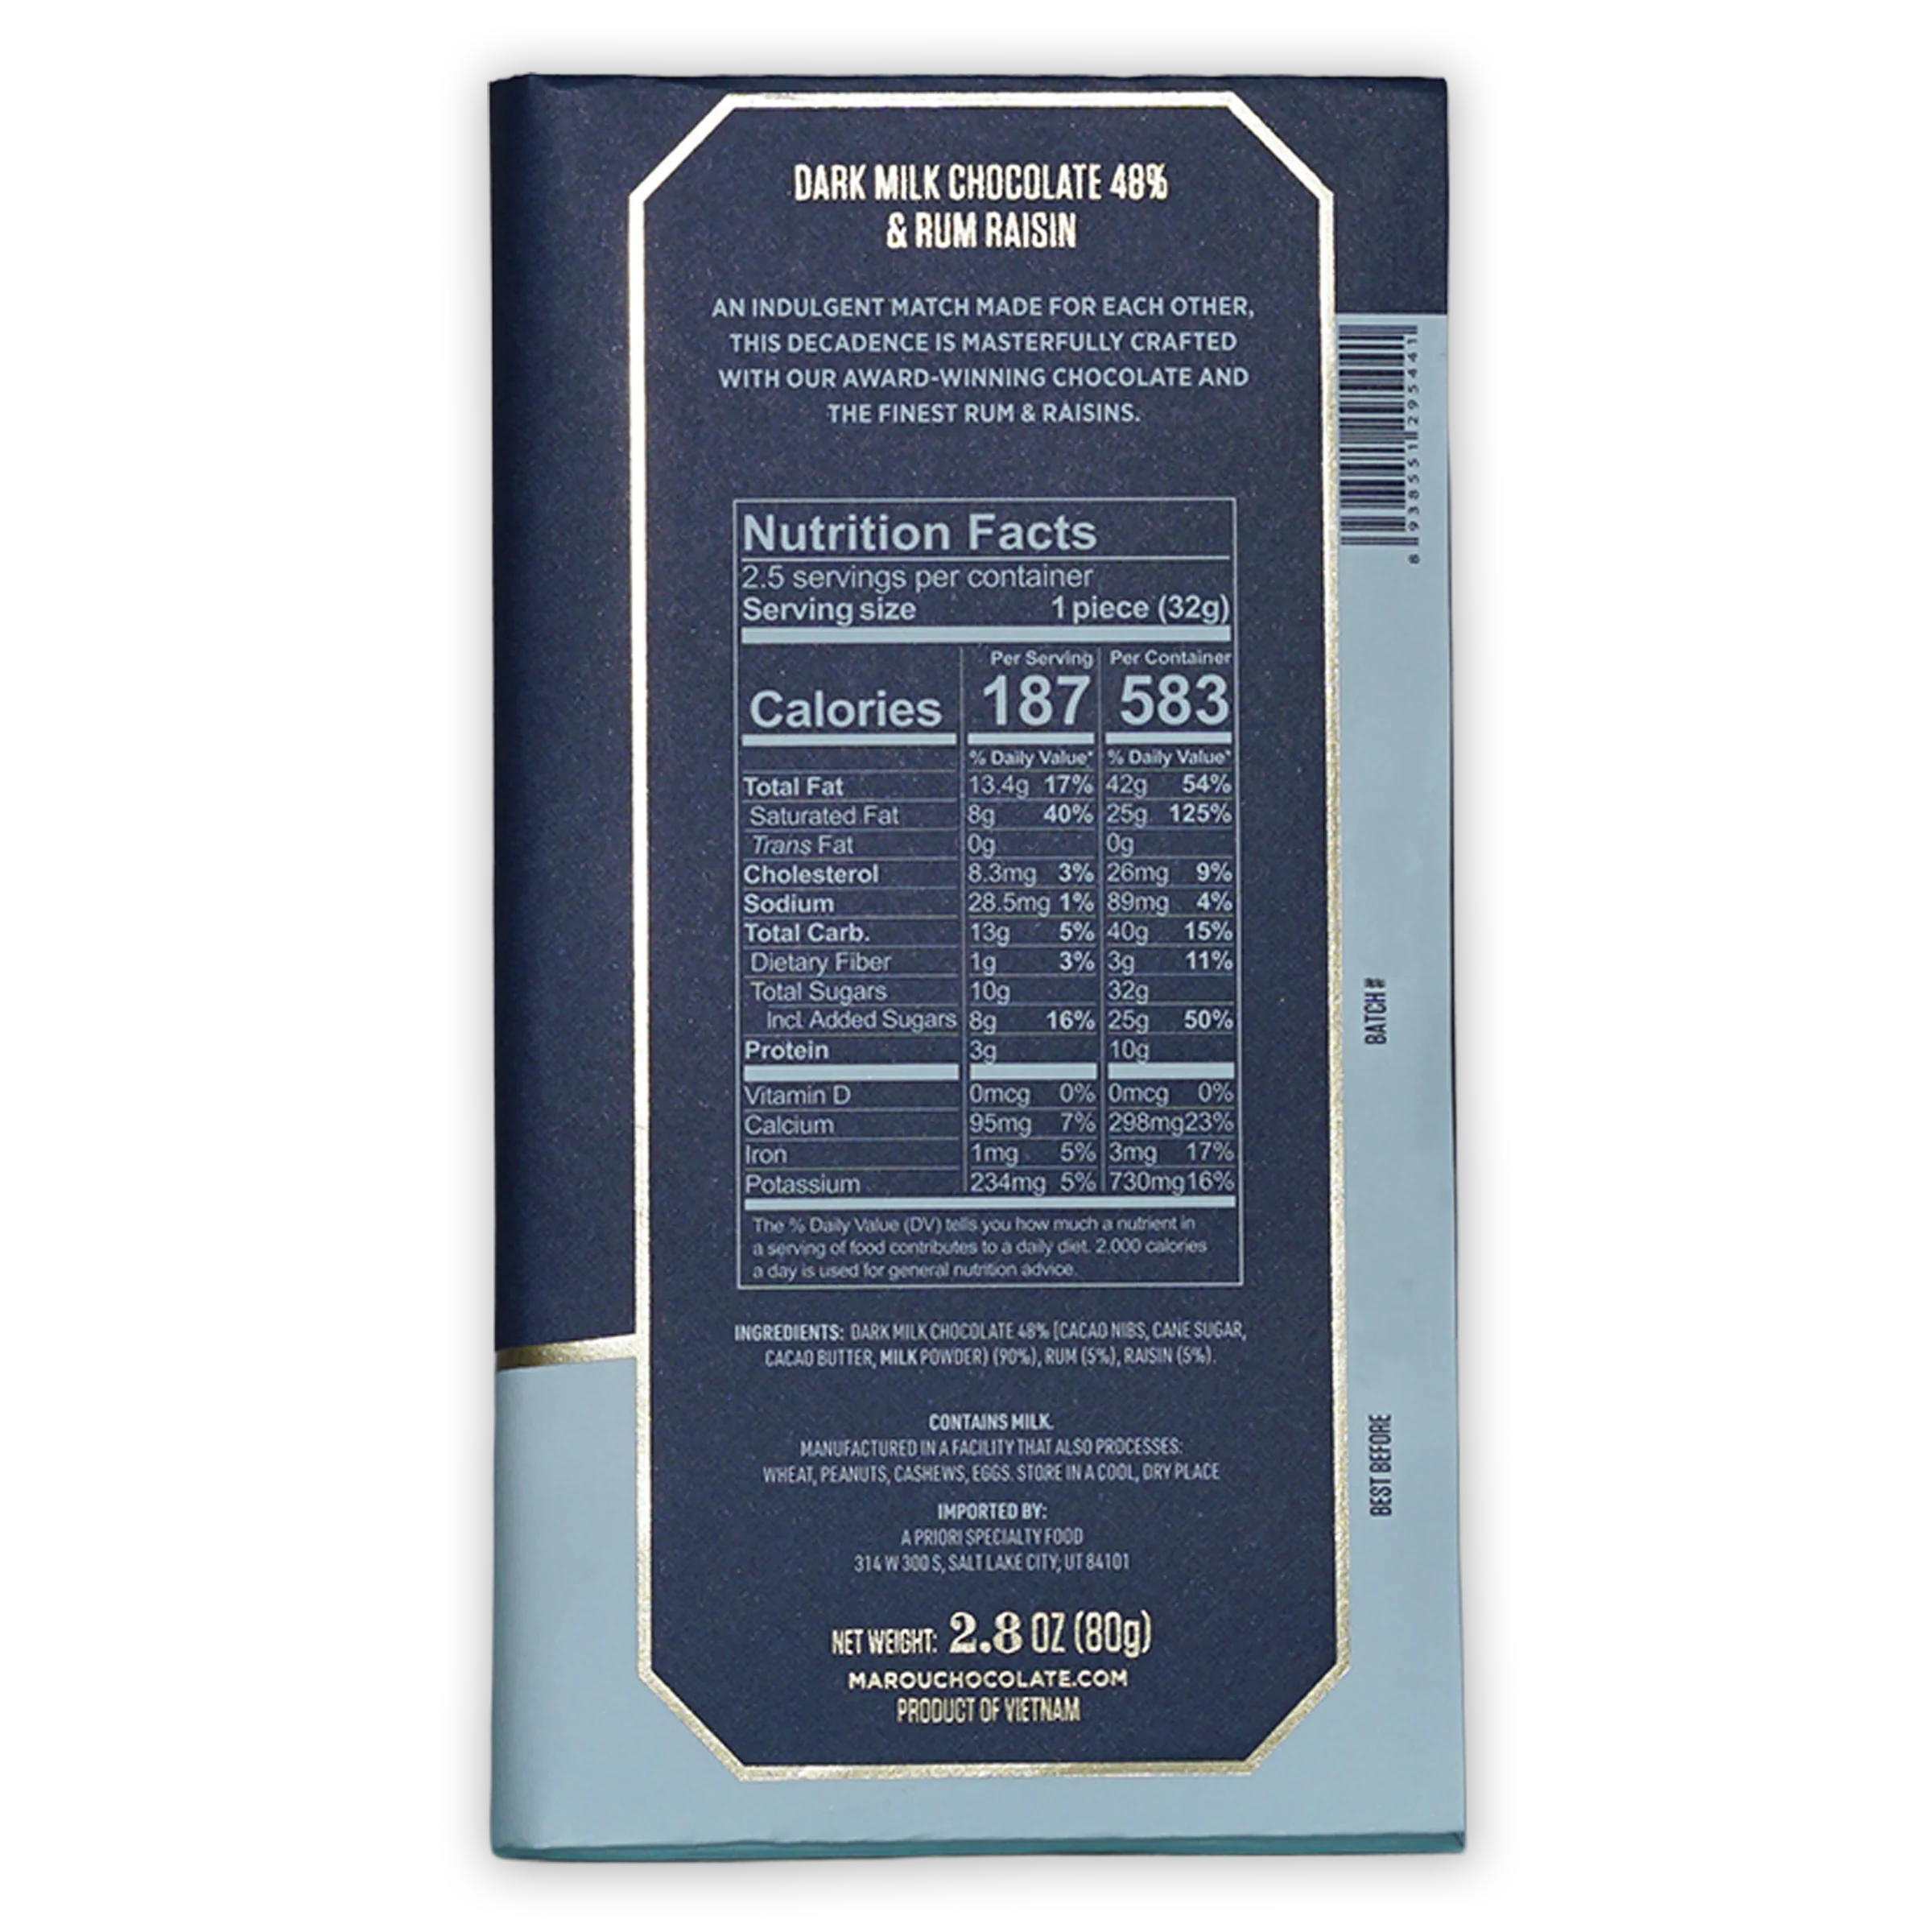 DARK MILK CHOCOLATE 48%
& RUM RAISIN
AN INDULGENT MATCH MADE FOR EACH OTHER,
THIS DECADENCE IS MASTERFULLY CRAFTED
WITH OUR AWARD-WINNING CHOCOLATE AND
THE FINEST RUM & RAISINS.
Nutrition Facts
2.5 servings per container
Serving size 1 piece (32g)
Per Serving Per Container
Calories 187 583
% Daily Value* % Daily Value*
Total Fat 13.4g 17% 42g 54%
Saturated Fat 8g 40% 25g 125%
Trans Fat 0g 0g
Cholesterol 8.3mg 3% 26mg 9%
Sodium 28.5mg 1% 89mg 4%
Total Carb. 13g 5% 40g 15%
Dietary Fiber 1g 3% 3g 11%
Total Sugars 10g 32g
Incl. Added Sugars 8g 16% 25g 50%
Protein 3g 10g
Vitamin D 0mcg 0% 0mcg 0%
Calcium 95mg 7% 298mg 23%
Iron 1mg 5% 3mg 17%
Potassium 234mg 5% 730mg 16%
The % Daily Value (DV) tells you how much a nutrient in
a serving of food contributes to a daily diet. 2,000 calories
a day is used for general nutrition advice.
INGREDIENTS: DARK MILK CHOCOLATE 48% [CACAO NIBS, CANE SUGAR,
CACAO BUTTER, MILK POWDER) (90%), RUM (5%), RAISIN (5%).
CONTAINS MILK.
MANUFACTURED IN A FACILITY THAT ALSO PROCESSES:
WHEAT, PEANUTS, CASHEWS, EGGS. STORE IN A COOL, DRY PLACE
IMPORTED BY:
A PRIORI SPECIALTY FOOD
314 W 300 S, SALT LAKE CITY, UT 84101
NET WEIGHT: 2.8 OZ (80g)
MAROUCHOCOLATE.COM
PRODUCT OF VIETNAM
8 938551 295441
BATCH #
BEST BEFORE